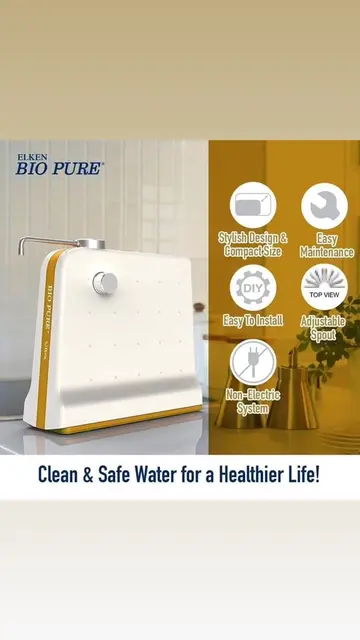 ELKEN
BIO PURE®
Stylish Design &
Compact Size
Easy
Maintenance
DIY
TOP VIEW
Easy To Install
Adjustable
Spout
Non-Electric
System
BIO PURE
Clean & Safe Water for a Healthier Life!